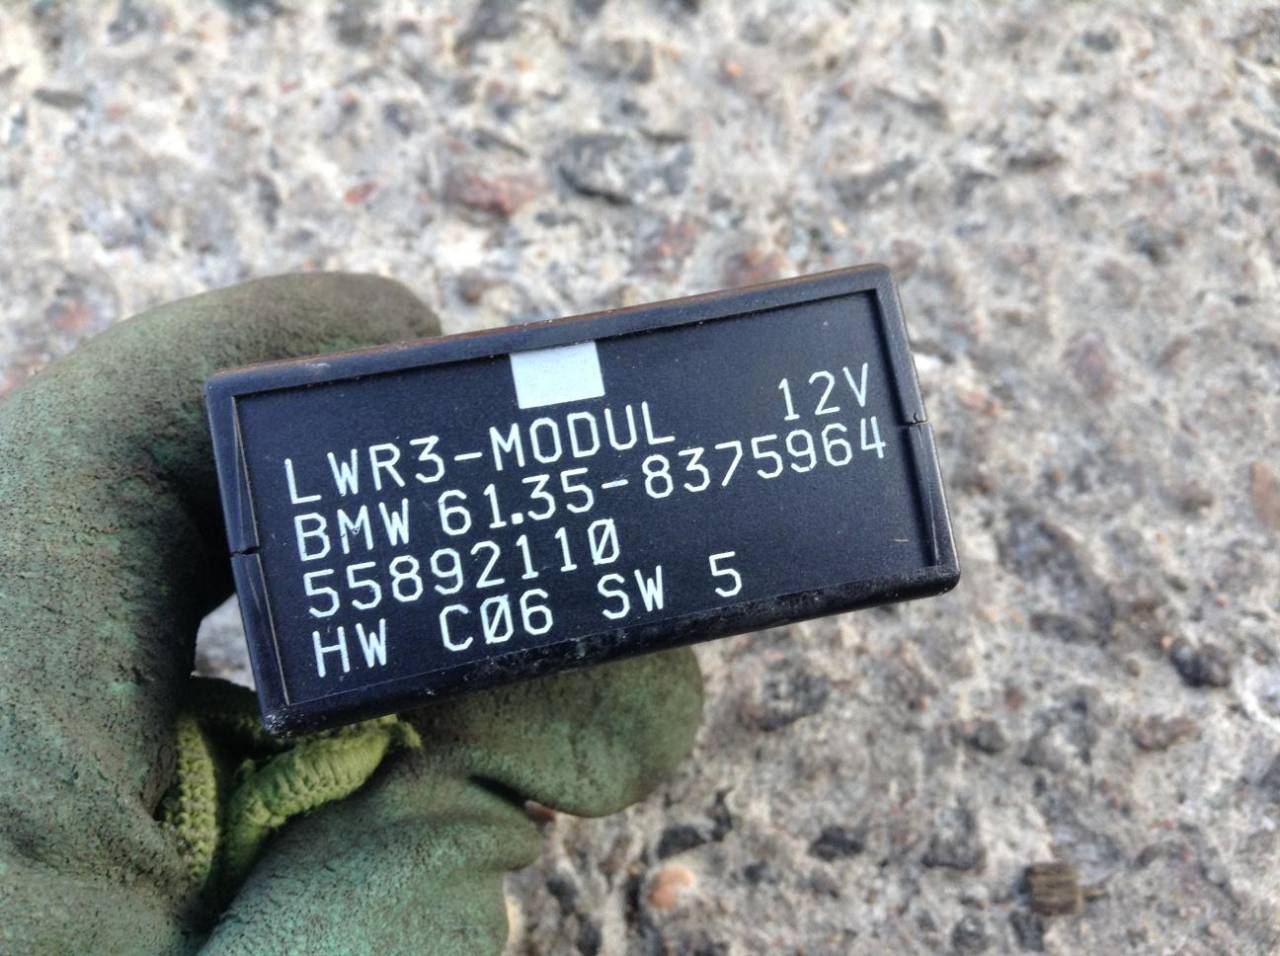 LWR3-MODUL 12V
BMW 61.35-8375964
55892110
HW C06 SW 5